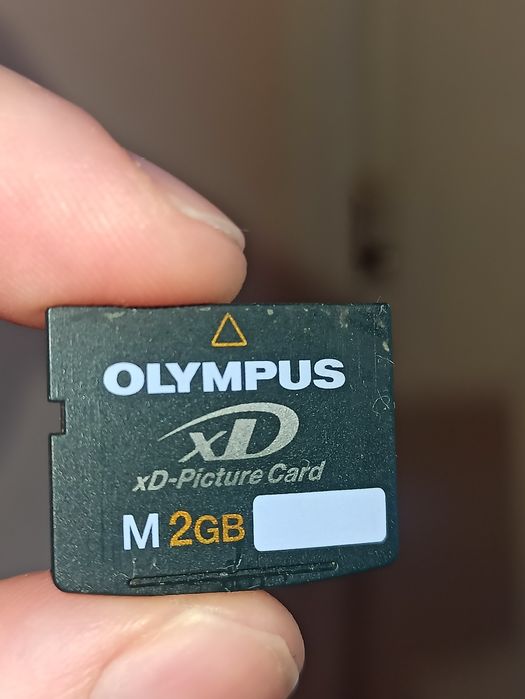 OLYMPUS
xD
xD-Picture Card
M 2GB